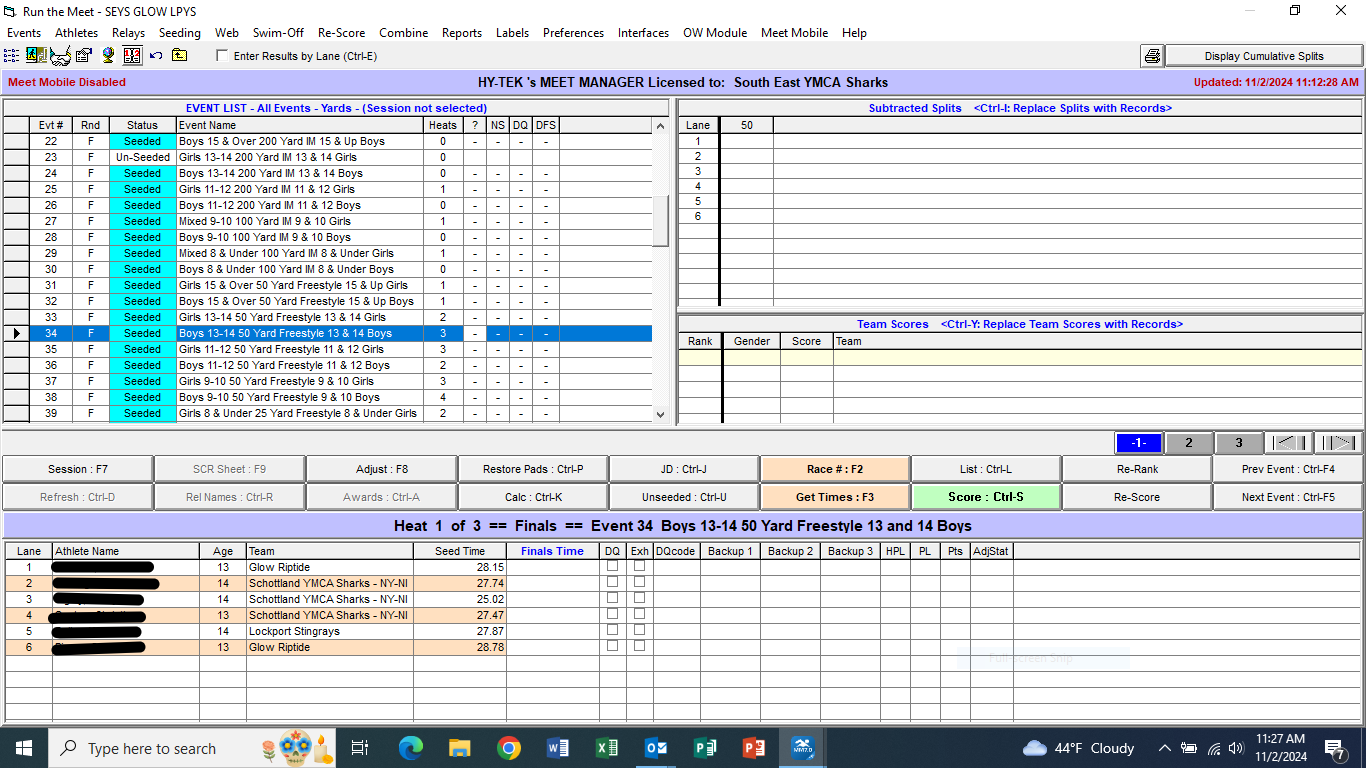 Run the Meet - SEYS GLOW LPYS
Events Athletes Relays Seeding Web Swim-Off Re-Score Combine Reports Labels Preferences Interfaces OW Module Meet Mobile Help
Enter Results by Lane (Ctrl-E) Display Cumulative Splits
Meet Mobile Disabled HY-TEK 's MEET MANAGER Licensed to: South East YMCA Sharks Updated: 11/2/2024 11:12:28 AM
EVENT LIST - All Events - Yards - (Session not selected)
Evt # Rnd Status Event Name Heats ? NS DQ DFS
22 F Seeded Boys 15 & Over 200 Yard IM 15 & Up Boys 0 - - - -
23 F Un-Seeded Girls 13-14 200 Yard IM 13 & 14 Girls 0
24 F Seeded Boys 13-14 200 Yard IM 13 & 14 Boys 0 - - - -
25 F Seeded Girls 11-12 200 Yard IM 11 & 12 Girls 1 - - - -
26 F Seeded Boys 11-12 200 Yard IM 11 & 12 Boys 0 - - - -
27 F Seeded Mixed 9-10 100 Yard IM 9 & 10 Girls 1 - - - -
28 F Seeded Boys 9-10 100 Yard IM 9 & 10 Boys 0 - - - -
29 F Seeded Mixed 8 & Under 100 Yard IM 8 & Under Girls 1 - - - -
30 F Seeded Boys 8 & Under 100 Yard IM 8 & Under Boys 0 - - - -
31 F Seeded Girls 15 & Over 50 Yard Freestyle 15 & Up Girls 1 - - - -
32 F Seeded Boys 15 & Over 50 Yard Freestyle 15 & Up Boys 1 - - - -
33 F Seeded Girls 13-14 50 Yard Freestyle 13 & 14 Girls 2 - - - -
34 F Seeded Boys 13-14 50 Yard Freestyle 13 & 14 Boys 3 - - - -
35 F Seeded Girls 11-12 50 Yard Freestyle 11 & 12 Girls 3 - - - -
36 F Seeded Boys 11-12 50 Yard Freestyle 11 & 12 Boys 2 - - - -
37 F Seeded Girls 9-10 50 Yard Freestyle 9 & 10 Girls 3 - - - -
38 F Seeded Boys 9-10 50 Yard Freestyle 9 & 10 Boys 4 - - - -
39 F Seeded Girls 8 & Under 25 Yard Freestyle 8 & Under Girls 2 - - - -
Subtracted Splits <Ctrl-I: Replace Splits with Records>
Lane 50
1
2
3
4
5
6
Team Scores <Ctrl-Y: Replace Team Scores with Records>
Rank Gender Score Team
-1- 2 3
Session : F7 SCR Sheet : F9 Adjust : F8 Restore Pads : Ctrl-P JD : Ctrl-J Race # : F2 List : Ctrl-L Re-Rank Prev Event : Ctrl-F4
Refresh : Ctrl-D Rel Names : Ctrl-R Awards : Ctrl-A Calc : Ctrl-K Unseeded : Ctrl-U Get Times : F3 Score : Ctrl-S Re-Score Next Event : Ctrl-F5
Heat 1 of 3 == Finals == Event 34 Boys 13-14 50 Yard Freestyle 13 and 14 Boys
Lane Athlete Name Age Team Seed Time Finals Time DQ Exh DQcode Backup 1 Backup 2 Backup 3 HPL PL Pts AdjStat
1 13 Glow Riptide 28.15
2 14 Schottland YMCA Sharks - NY-NI 27.74
3 14 Schottland YMCA Sharks - NY-NI 25.02
4 13 Schottland YMCA Sharks - NY-NI 27.47
5 14 Lockport Stingrays 27.87
6 13 Glow Riptide 28.78
Full-screen Snip
Type here to search 44°F Cloudy 11:27 AM
11/2/2024 7